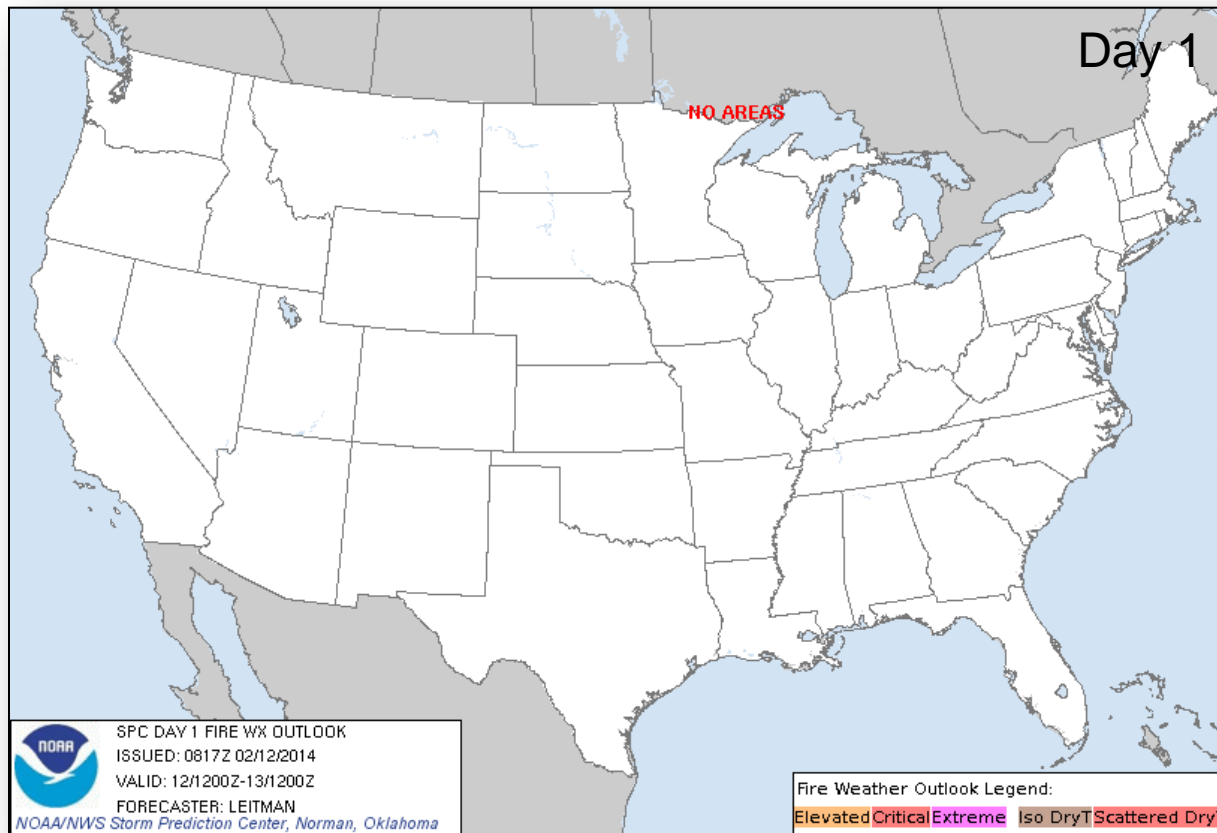 Day 1
NO AREAS
NOAA
SPC DAY 1 FIRE WX OUTLOOK
ISSUED: 0817Z 02/12/2014
VALID: 12/1200Z-13/1200Z
FORECASTER: LEITMAN
NOAA/NWS Storm Prediction Center, Norman, Oklahoma
Fire Weather Outlook Legend:
Elevated Critical Extreme Iso DryT Scattered Dry